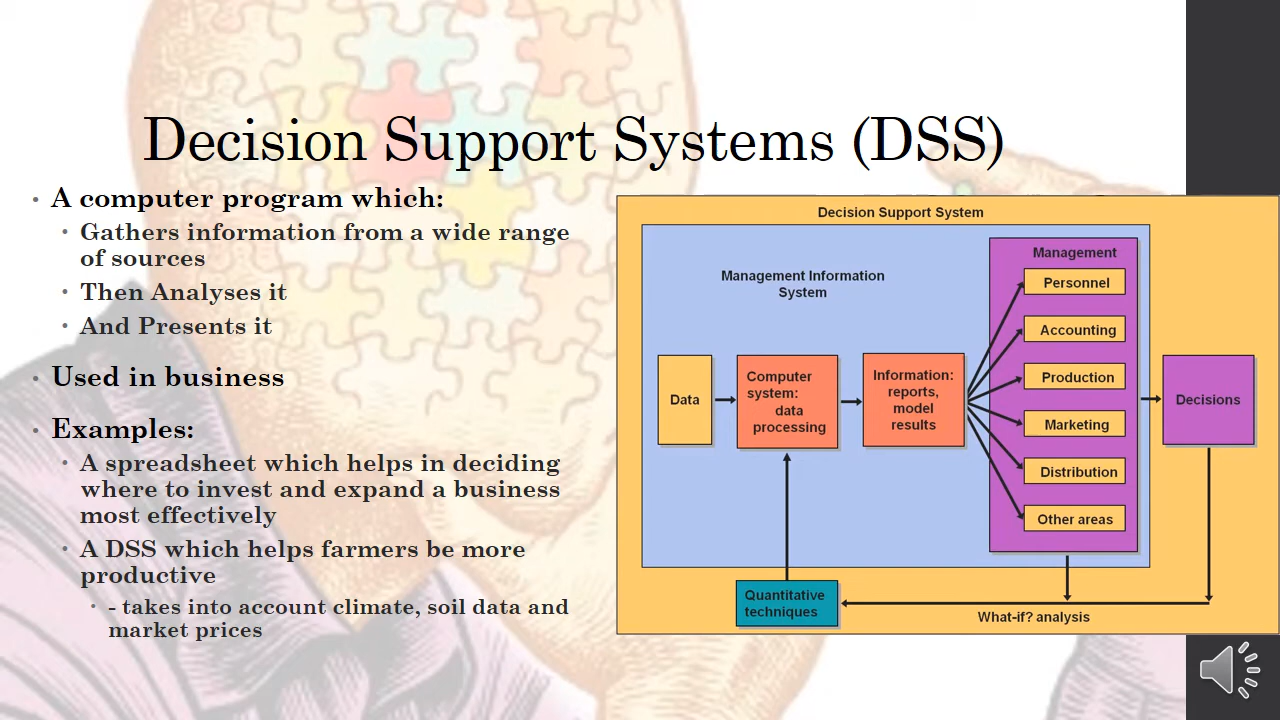 Decision Support Systems (DSS)
• A computer program which:
• Gathers information from a wide range
of sources
• Then Analyses it
• And Presents it
• Used in business
• Examples:
• A spreadsheet which helps in deciding
where to invest and expand a business
most effectively
• A DSS which helps farmers be more
productive
• - takes into account climate, soil data and
market prices
Decision Support System
Management Information
System
Data
Computer
system:
data
processing
Information:
reports,
model
results
Management
Personnel
Accounting
Production
Marketing
Distribution
Other areas
Decisions
Quantitative
techniques
What-if? analysis